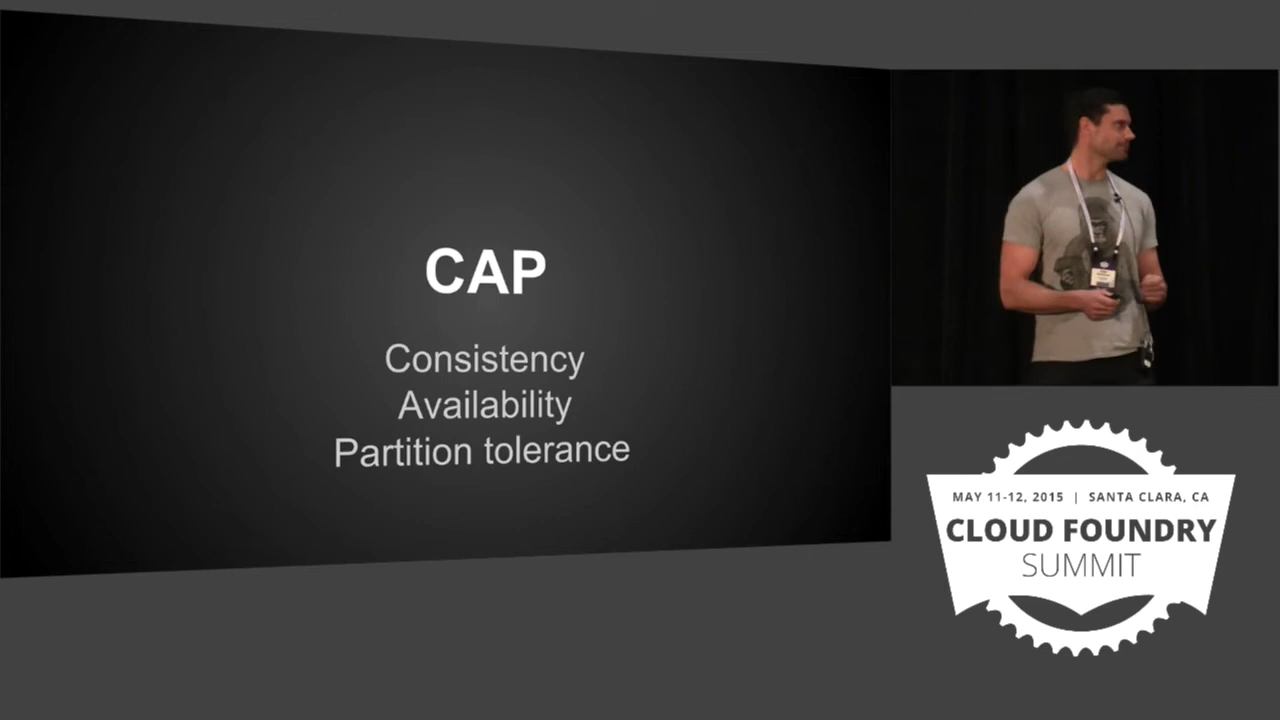 CAP
Consistency
Availability
Partition tolerance
MAY 11-12, 2015 | SANTA CLARA, CA
CLOUD FOUNDRY
SUMMIT